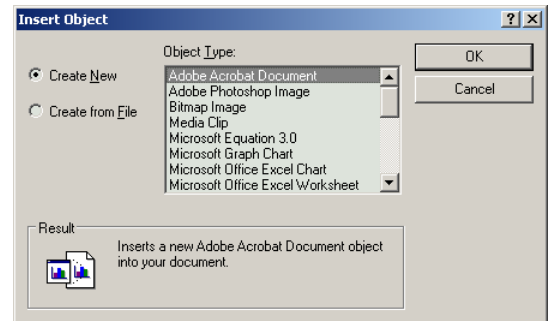 Insert Object
Object Type:
Create New
Create from File
Adobe Acrobat Document
Adobe Photoshop Image
Bitmap Image
Media Clip
Microsoft Equation 3.0
Microsoft Graph Chart
Microsoft Office Excel Chart
Microsoft Office Excel Worksheet
OK
Cancel
Result
Inserts a new Adobe Acrobat Document object
into your document.